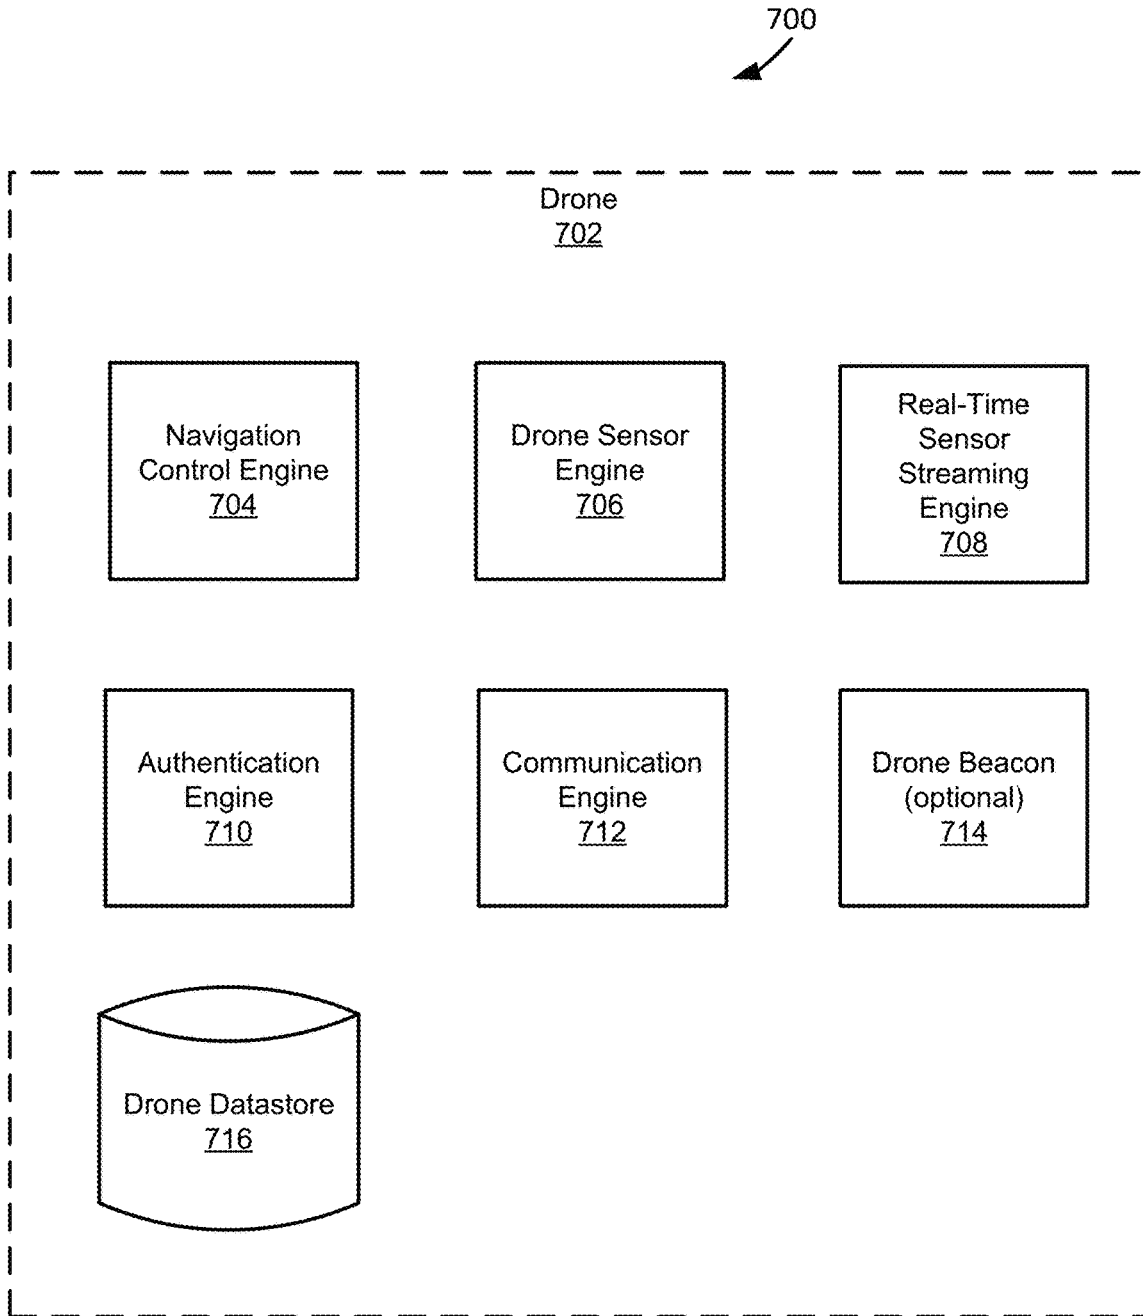 700
Drone
702
Navigation
Control Engine
704
Drone Sensor
Engine
706
Real-Time
Sensor
Streaming
Engine
708
Authentication
Engine
710
Communication
Engine
712
Drone Beacon
(optional)
714
Drone Datastore
716